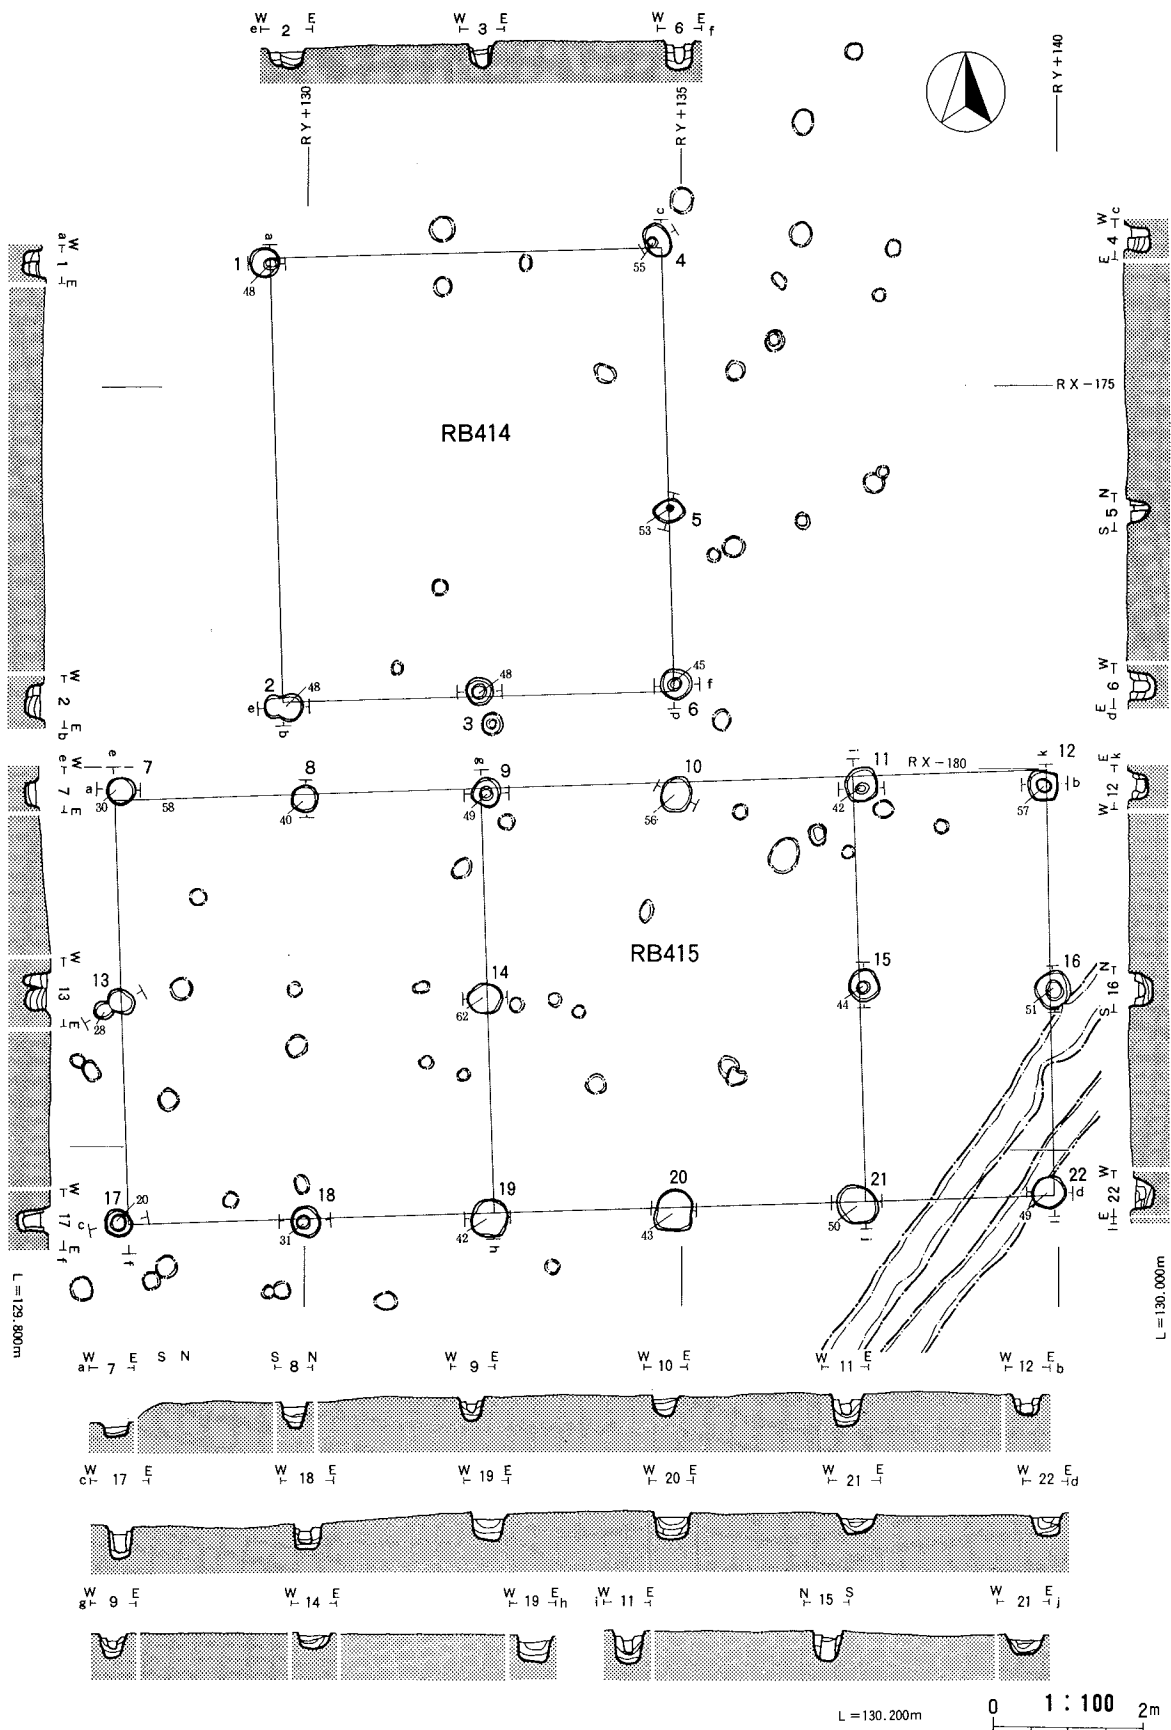 W E W E W E
e 2 3 6 f
RY+130
RY+135
RY+140
a W 1 E
a
1
48
c
55
4
W c
4
E
RX-175
RB414
53
5
N
5
S
W
2
E
b
2
48
e
b
48
3
45
f
6
d
W
6
E
d
e W
7
E
e
7
a
30
58
8
40
g
9
49
10
56
i
11
42
RX-180
k
12
b
57
E k
12
W
RB415
W
13
E
13
28
14
62
15
44
16
51
N
16
S
W
17
E
f
17
20
c
f
18
31
19
42
h
20
43
21
50
j
22
d
49
l
W
22
E
l
L=129.800m
L=130.000m
W E S N S N W E W E W E W E
a 7 8 9 10 11 12 b
W E W E W E W E W E W E
c 17 18 19 20 21 22 d
W E W E W E W E N S W E
g 9 14 19 h i 11 15 21 j
L=130.200m
0 1：100 2m